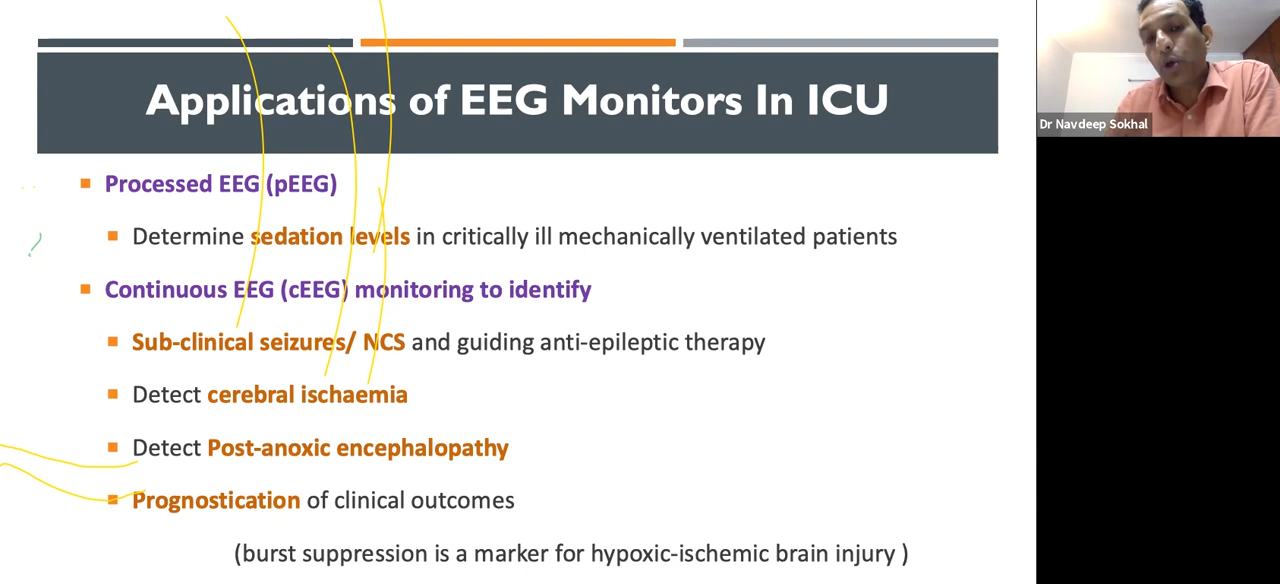 Applications of EEG Monitors In ICU
Processed EEG (pEEG)
Determine sedation levels in critically ill mechanically ventilated patients
Continuous EEG (cEEG) monitoring to identify
Sub-clinical seizures/ NCS and guiding anti-epileptic therapy
Detect cerebral ischaemia
Detect Post-anoxic encephalopathy
Prognostication of clinical outcomes
(burst suppression is a marker for hypoxic-ischemic brain injury )
Dr Navdeep Sokhal